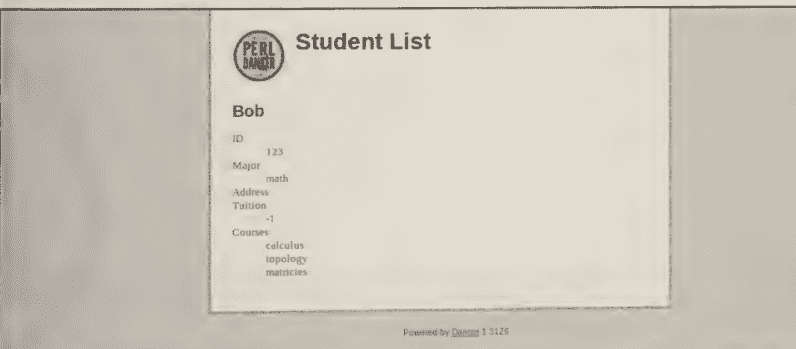 PERL
DANCER
Student List
Bob
ID
123
Major
math
Address
Tuition
-1
Courses
calculus
topology
matricies
Powered by Dancer 1.3126